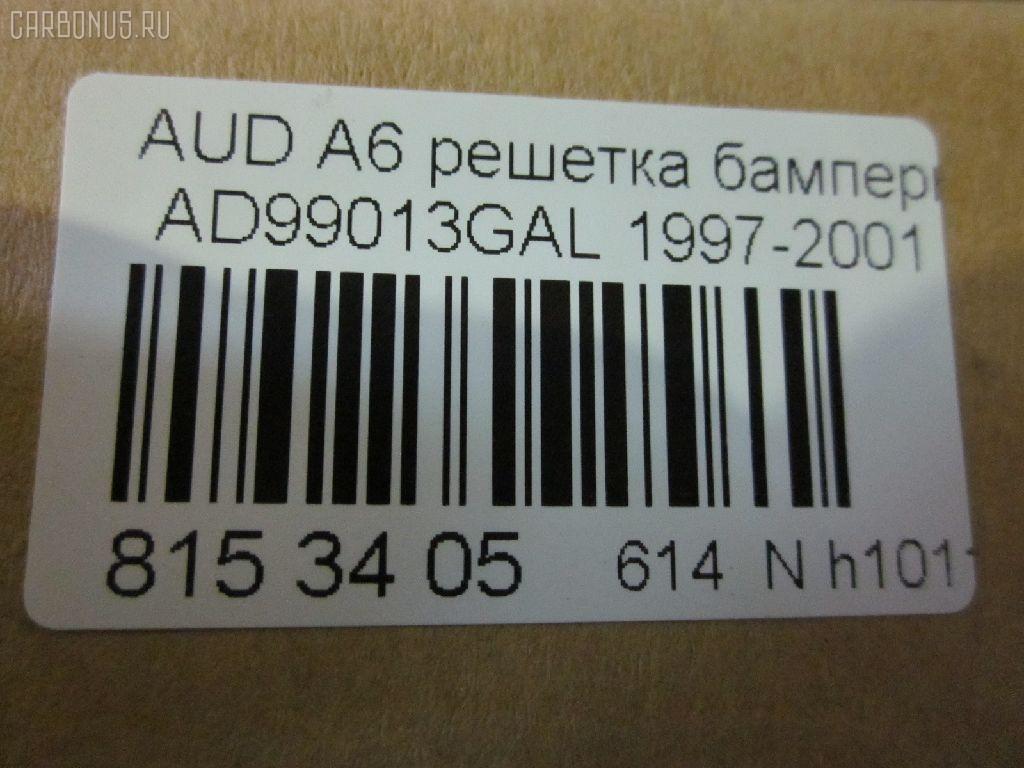 CARBONUS.RU
AUD A6 решетка бампер
AD99013GAL 1997-2001
815 34 05 614 N h101